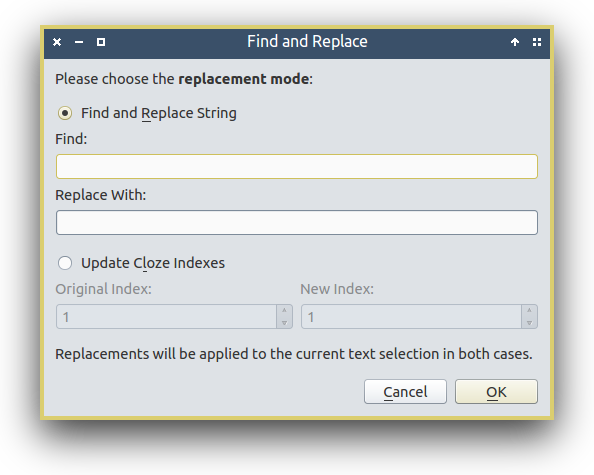 Find and Replace
Please choose the replacement mode:
Find and Replace String
Find:
Replace With:
Update Cloze Indexes
Original Index: New Index:
1 1
Replacements will be applied to the current text selection in both cases.
Cancel OK